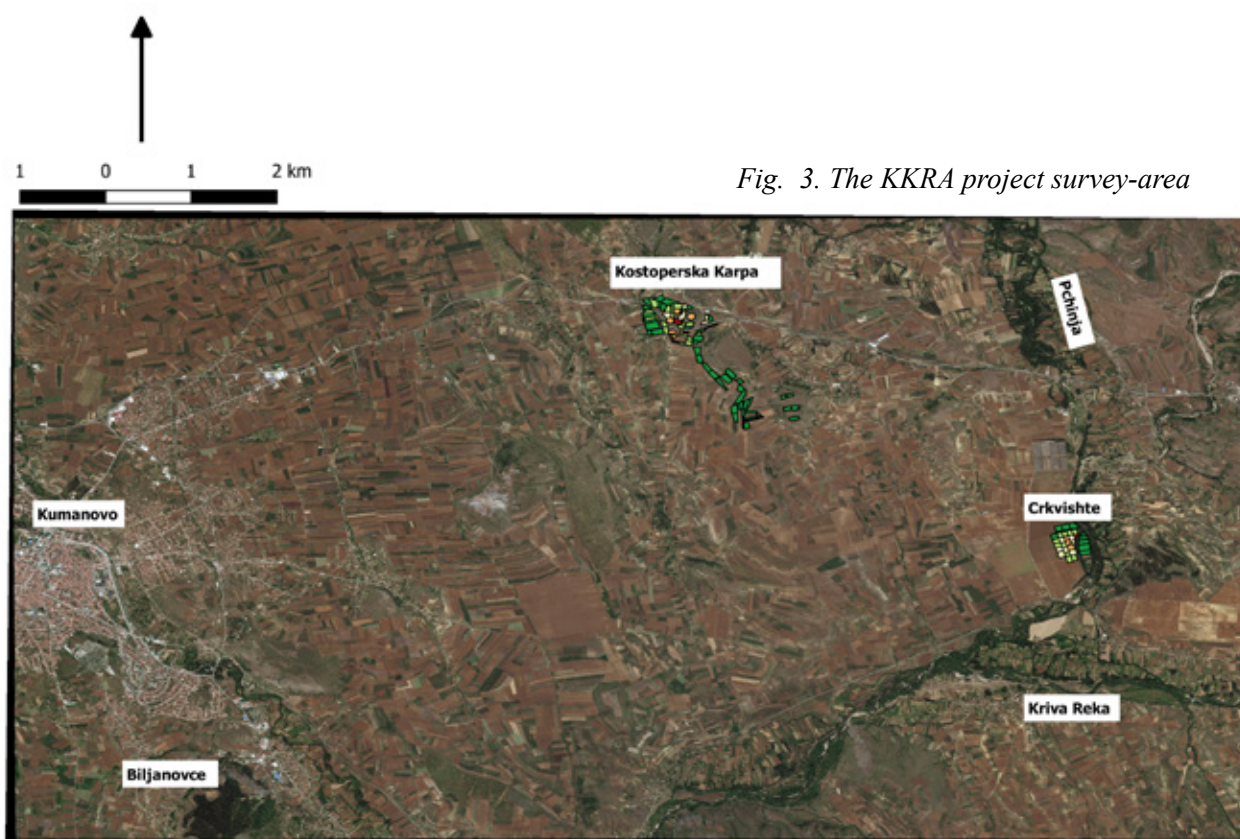 1 0 1 2 km
Fig. 3. The KKRA project survey-area
Kostoperska Karpa
Pchinja
Kumanovo
Crkvishte
Kriva Reka
Biljanovce